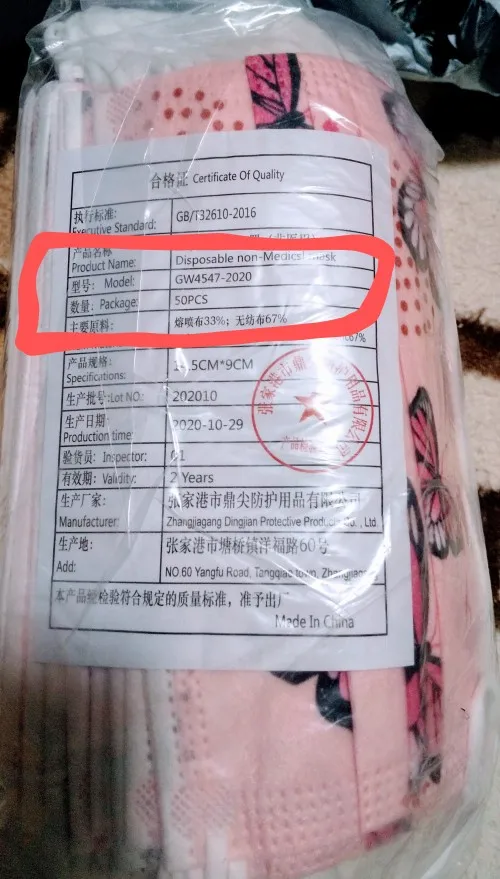 合格证 Certificate Of Quality
执行标准: GB/T32610-2016
Executive Standard:
产品名称 Disposable non-Medical mask
Product Name:
型号: Model: GW4547-2020
数量: Package: 50PCS
主要原料: 熔喷布33%; 无纺布67%
67%
产品规格: 5CM*9CM
Specifications:
生产批号:Lot NO.: 202010
生产日期: 2020-10-29
Production time:
验货员: Inspector: 01
有效期: Validity: 2 Years
生产厂家: 张家港市鼎尖防护用品有限公司
Manufacturer: Zhangjiagang Dingjian Protective Product Co. , Ltd
生产地: 张家港市塘桥镇洋福路60号
Add: NO.60 Yangfu Road, Tangqiao town, Zhangjiagang
本产品经检验符合规定的质量标准，准予出厂
Made In China